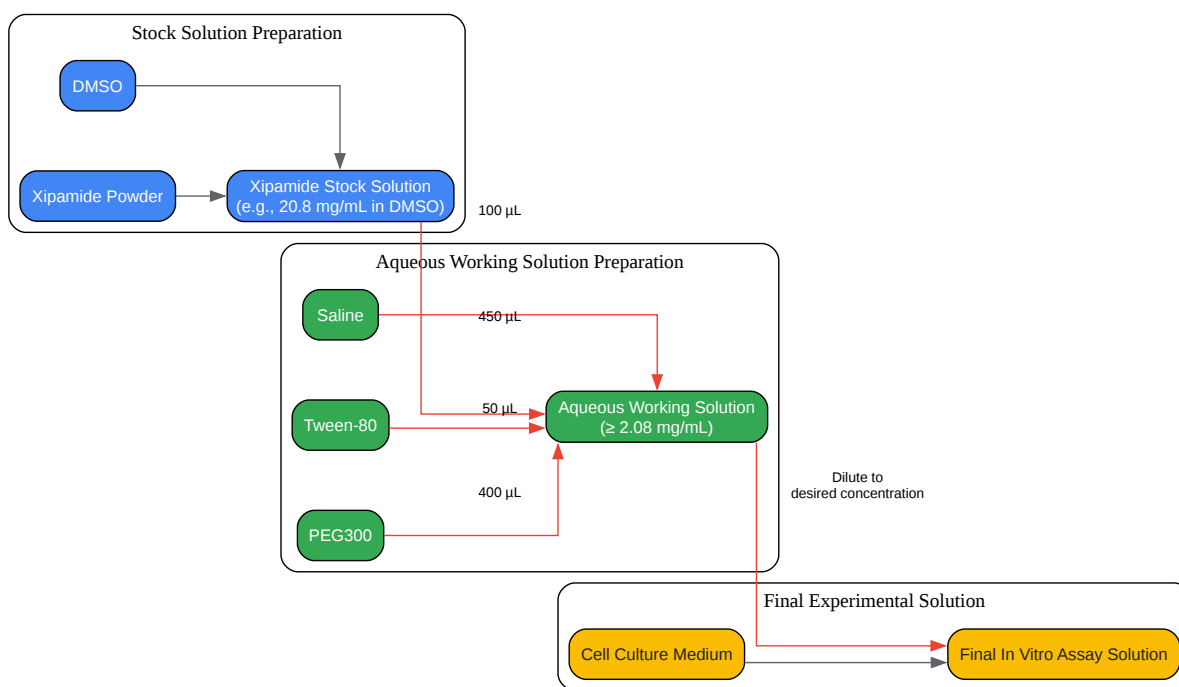 Stock Solution Preparation
DMSO
Xipamide Powder
Xipamide Stock Solution
(e.g., 20.8 mg/mL in DMSO)
100 µL
Aqueous Working Solution Preparation
Saline
450 µL
Tween-80
50 µL
Aqueous Working Solution
(≥ 2.08 mg/mL)
PEG300
400 µL
Dilute to
desired concentration
Final Experimental Solution
Cell Culture Medium
Final In Vitro Assay Solution